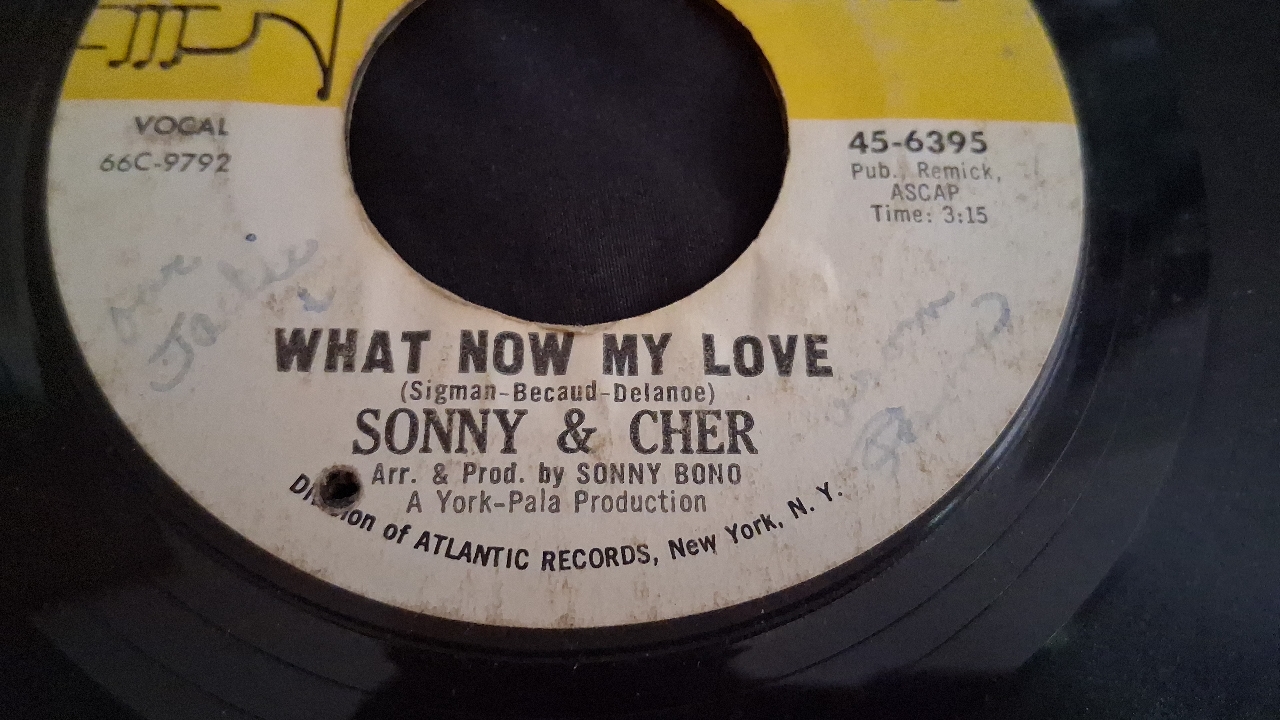 VOCAL
66C-9792
45-6395
Pub., Remick,
ASCAP
Time: 3:15
Jackie
WHAT NOW MY LOVE
(Sigman-Becaud-Delanoe)
SONNY & CHER
Arr. & Prod. by SONNY BONO
A York-Pala Production
of ATLANTIC RECORDS, New York, N. Y.